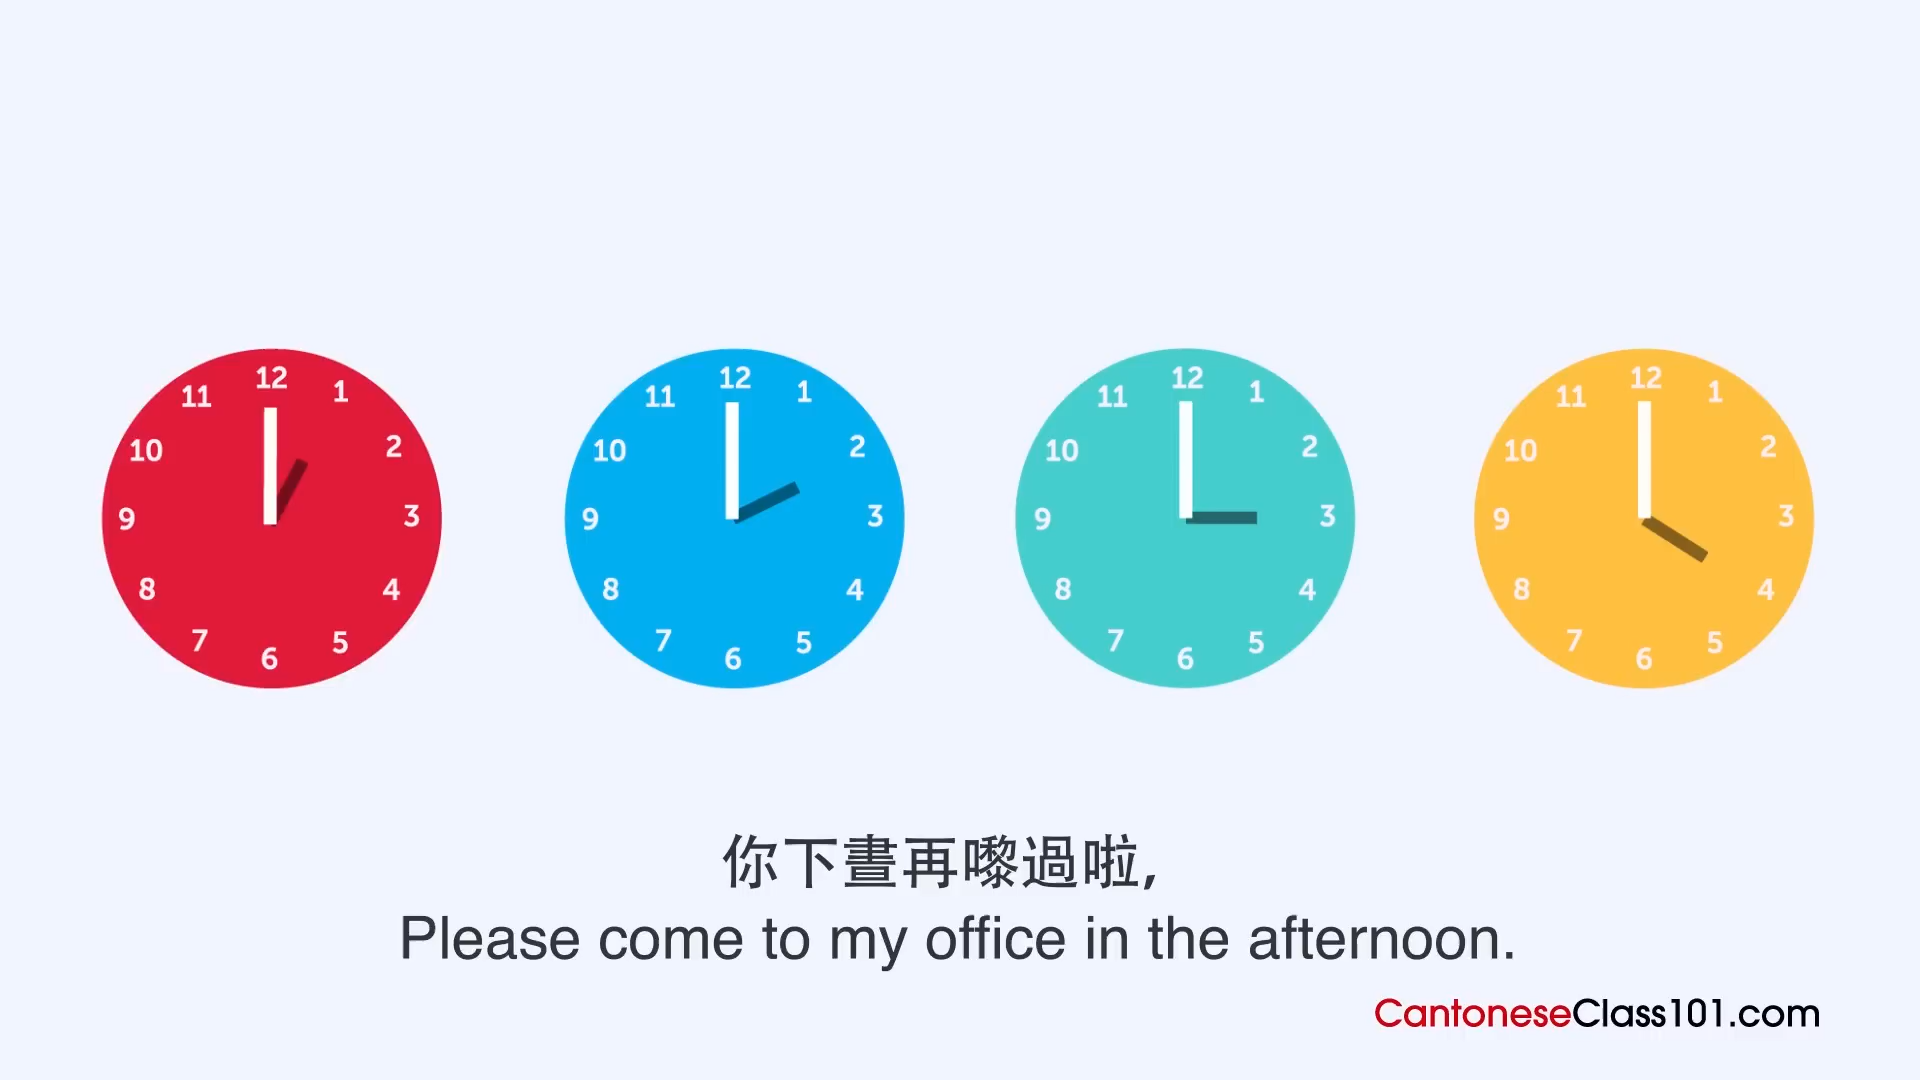 12 12 12 12
11 1 11 1 11 1 11 1
10 2 10 2 10 2 10 2
9 3 9 3 9 3 9 3
8 4 8 4 8 4 8 4
7 5 7 5 7 5 7 5
6 6 6 6
你下晝再嚟過啦,
Please come to my office in the afternoon.
CantoneseClass101.com